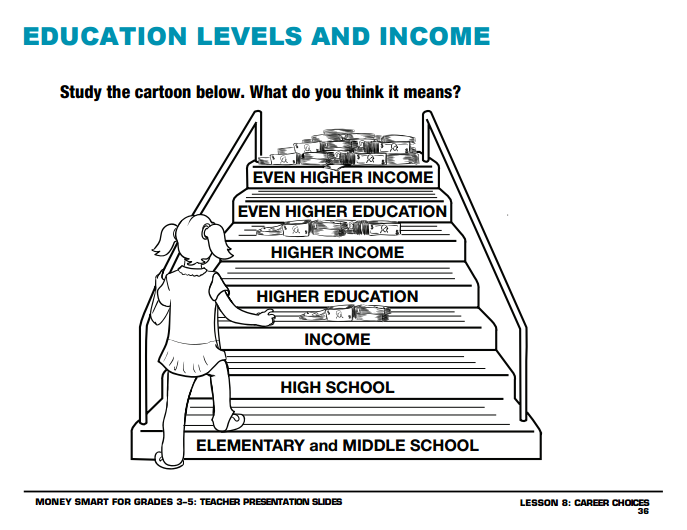 EDUCATION LEVELS AND INCOME
Study the cartoon below. What do you think it means?
EVEN HIGHER INCOME
EVEN HIGHER EDUCATION
HIGHER INCOME
HIGHER EDUCATION
INCOME
HIGH SCHOOL
ELEMENTARY and MIDDLE SCHOOL
MONEY SMART FOR GRADES 3–5: TEACHER PRESENTATION SLIDES
LESSON 8: CAREER CHOICES
36